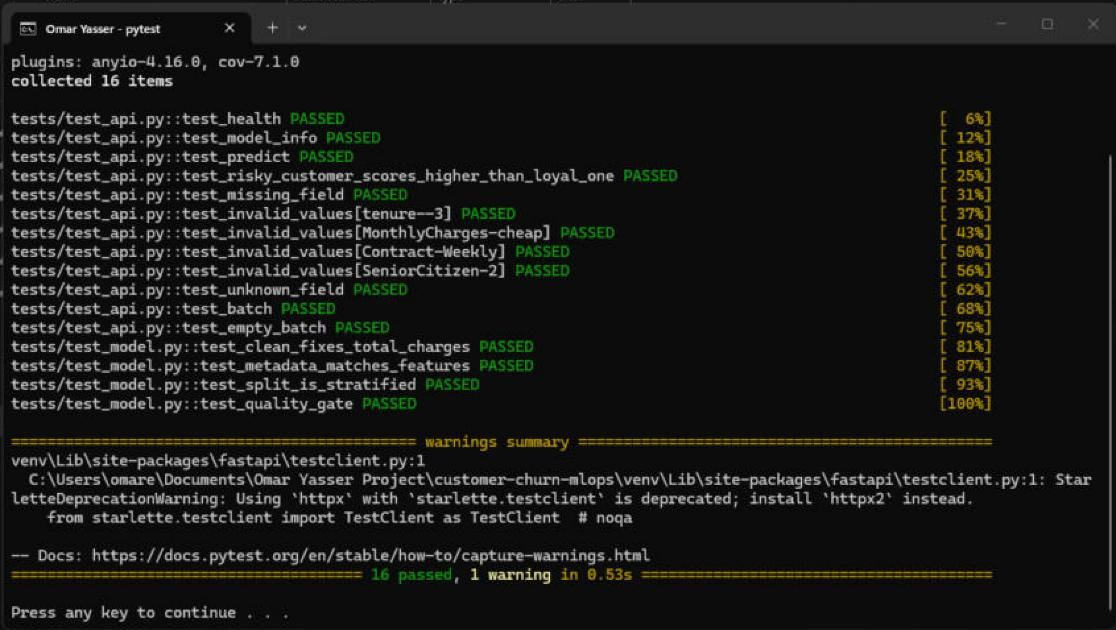 Omar Yasser - pytest
plugins: anyio-4.16.0, cov-7.1.0
collected 16 items
tests/test_api.py::test_health PASSED [  6%]
tests/test_api.py::test_model_info PASSED [ 12%]
tests/test_api.py::test_predict PASSED [ 18%]
tests/test_api.py::test_risky_customer_scores_higher_than_loyal_one PASSED [ 25%]
tests/test_api.py::test_missing_field PASSED [ 31%]
tests/test_api.py::test_invalid_values[tenure--3] PASSED [ 37%]
tests/test_api.py::test_invalid_values[MonthlyCharges-cheap] PASSED [ 43%]
tests/test_api.py::test_invalid_values[Contract-Weekly] PASSED [ 50%]
tests/test_api.py::test_invalid_values[SeniorCitizen-2] PASSED [ 56%]
tests/test_api.py::test_unknown_field PASSED [ 62%]
tests/test_api.py::test_batch PASSED [ 68%]
tests/test_api.py::test_empty_batch PASSED [ 75%]
tests/test_model.py::test_clean_fixes_total_charges PASSED [ 81%]
tests/test_model.py::test_metadata_matches_features PASSED [ 87%]
tests/test_model.py::test_split_is_stratified PASSED [ 93%]
tests/test_model.py::test_quality_gate PASSED [100%]
============================================= warnings summary ==============================================
venv\Lib\site-packages\fastapi\testclient.py:1
  C:\Users\omare\Documents\Omar Yasser Project\customer-churn-mlops\venv\Lib\site-packages\fastapi\testclient.py:1: Star
letteDeprecationWarning: Using `httpx` with `starlette.testclient` is deprecated; install `httpx2` instead.
    from starlette.testclient import TestClient as TestClient  # noqa
-- Docs: https://docs.pytest.org/en/stable/how-to/capture-warnings.html
======================================= 16 passed, 1 warning in 0.53s =======================================
Press any key to continue . . .